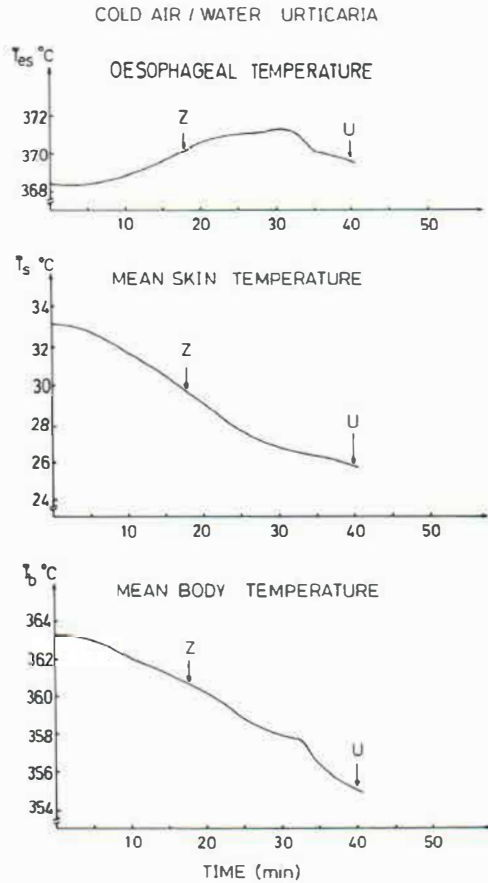 COLD AIR / WATER URTICARIA
Tes °C
OESOPHAGEAL TEMPERATURE
372
370
368
Z
U
10 20 30 40 50
Ts °C
MEAN SKIN TEMPERATURE
34
32
30
28
26
24
Z
U
10 20 30 40 50
Tb °C
MEAN BODY TEMPERATURE
364
362
360
358
356
354
Z
U
10 20 30 40 50
TIME (min)